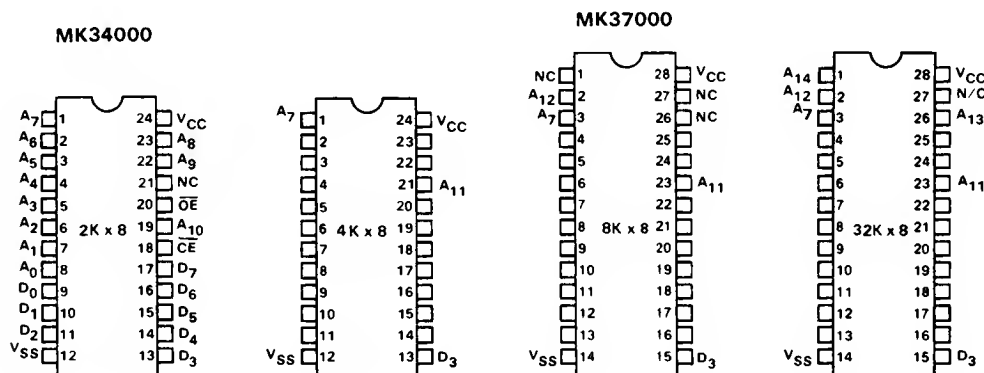 MK34000
A7 1 24 VCC
A6 2 23 A8
A5 3 22 A9
A4 4 21 NC
A3 5 20 OE
A2 6 2K x 8 19 A10
A1 7 18 CE
A0 8 17 D7
D0 9 16 D6
D1 10 15 D5
D2 11 14 D4
VSS 12 13 D3
A7 1 24 VCC
2 23
3 22
4 21 A11
5 20
6 4K x 8 19
7 18
8 17
9 16
10 15
11 14
VSS 12 13 D3
MK37000
NC 1 28 VCC
A12 2 27 NC
A7 3 26 NC
4 25
5 24
6 23 A11
7 22
8 8K x 8 21
9 20
10 19
11 18
12 17
13 16
VSS 14 15 D3
A14 1 28 VCC
A12 2 27 N/C
A7 3 26 A13
4 25
5 24
6 23 A11
7 22
8 32K x 8 21
9 20
10 19
11 18
12 17
13 16
VSS 14 15 D3